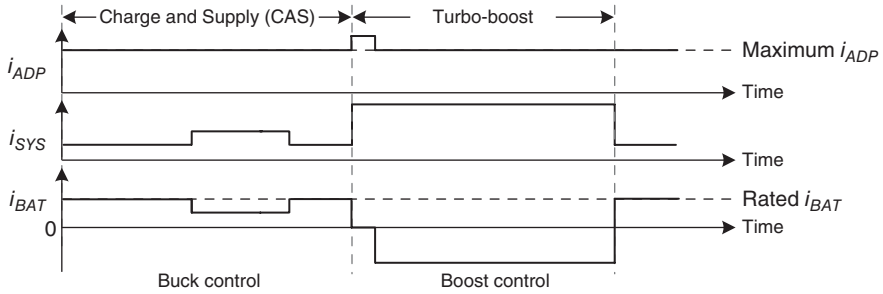 Charge and Supply (CAS) Turbo-boost
i_ADP Maximum i_ADP
Time
i_SYS
Time
i_BAT Rated i_BAT
0 Time
Buck control Boost control